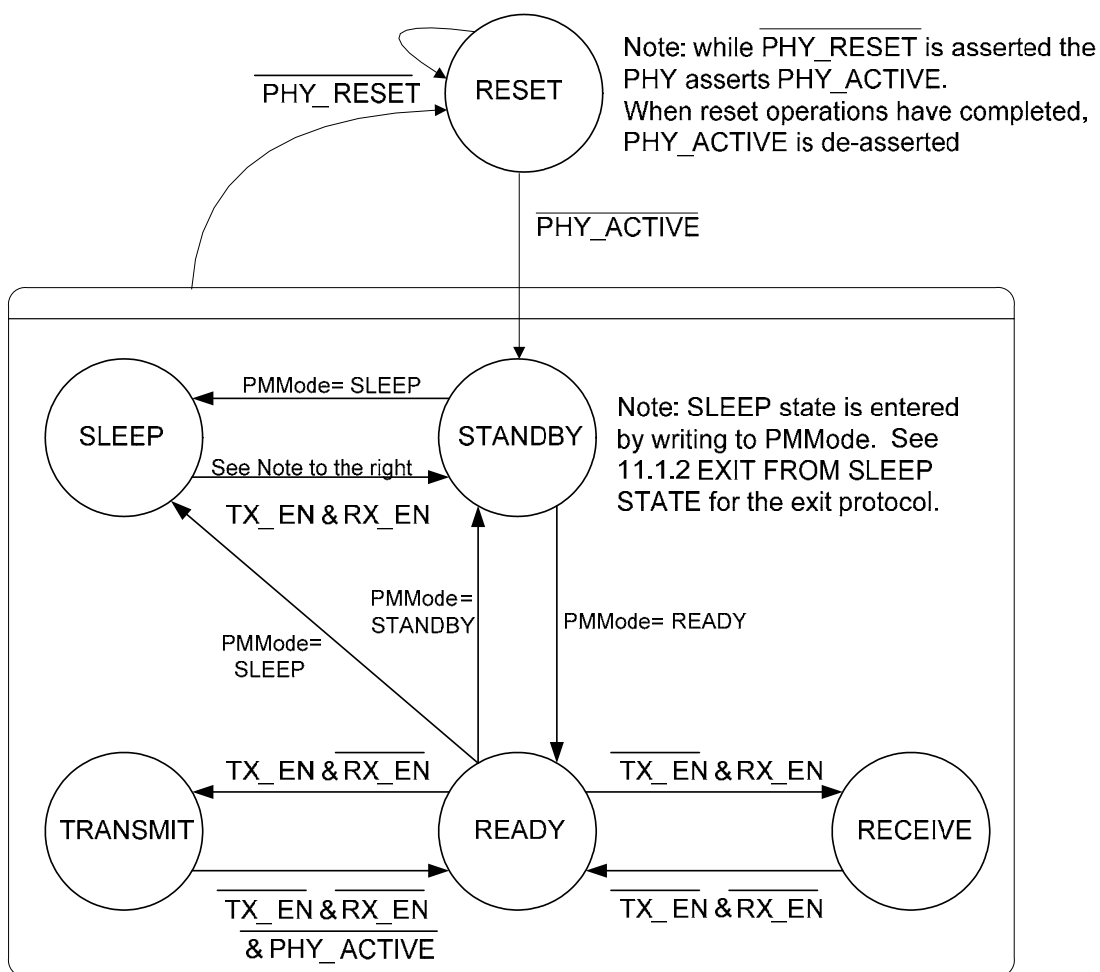 Note: while PHY_RESET is asserted the
PHY asserts PHY_ACTIVE.
When reset operations have completed,
PHY_ACTIVE is de-asserted
PHY_RESET
RESET
PHY_ACTIVE
PMMode= SLEEP
SLEEP
STANDBY
See Note to the right
TX_EN & RX_EN
Note: SLEEP state is entered
by writing to PMMode. See
11.1.2 EXIT FROM SLEEP
STATE for the exit protocol.
PMMode=
STANDBY
PMMode= READY
PMMode=
SLEEP
TX_EN & RX_EN
TX_EN & RX_EN
TRANSMIT
READY
RECEIVE
TX_EN & RX_EN
& PHY_ACTIVE
TX_EN & RX_EN